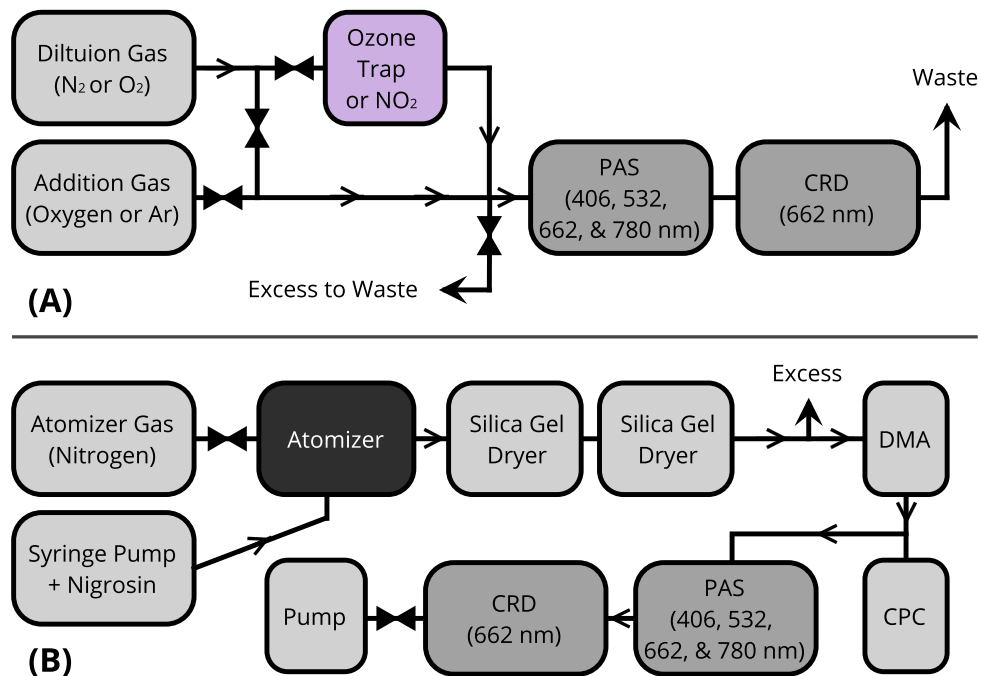 Diltuion Gas
(N₂ or O₂)
Ozone
Trap
or NO₂
Waste
Addition Gas
(Oxygen or Ar)
PAS
(406, 532,
662, & 780 nm)
CRD
(662 nm)
Excess to Waste
(A)
Excess
Atomizer Gas
(Nitrogen)
Atomizer
Silica Gel
Dryer
Silica Gel
Dryer
DMA
Syringe Pump
+ Nigrosin
Pump
CRD
(662 nm)
PAS
(406, 532,
662, & 780 nm)
CPC
(B)